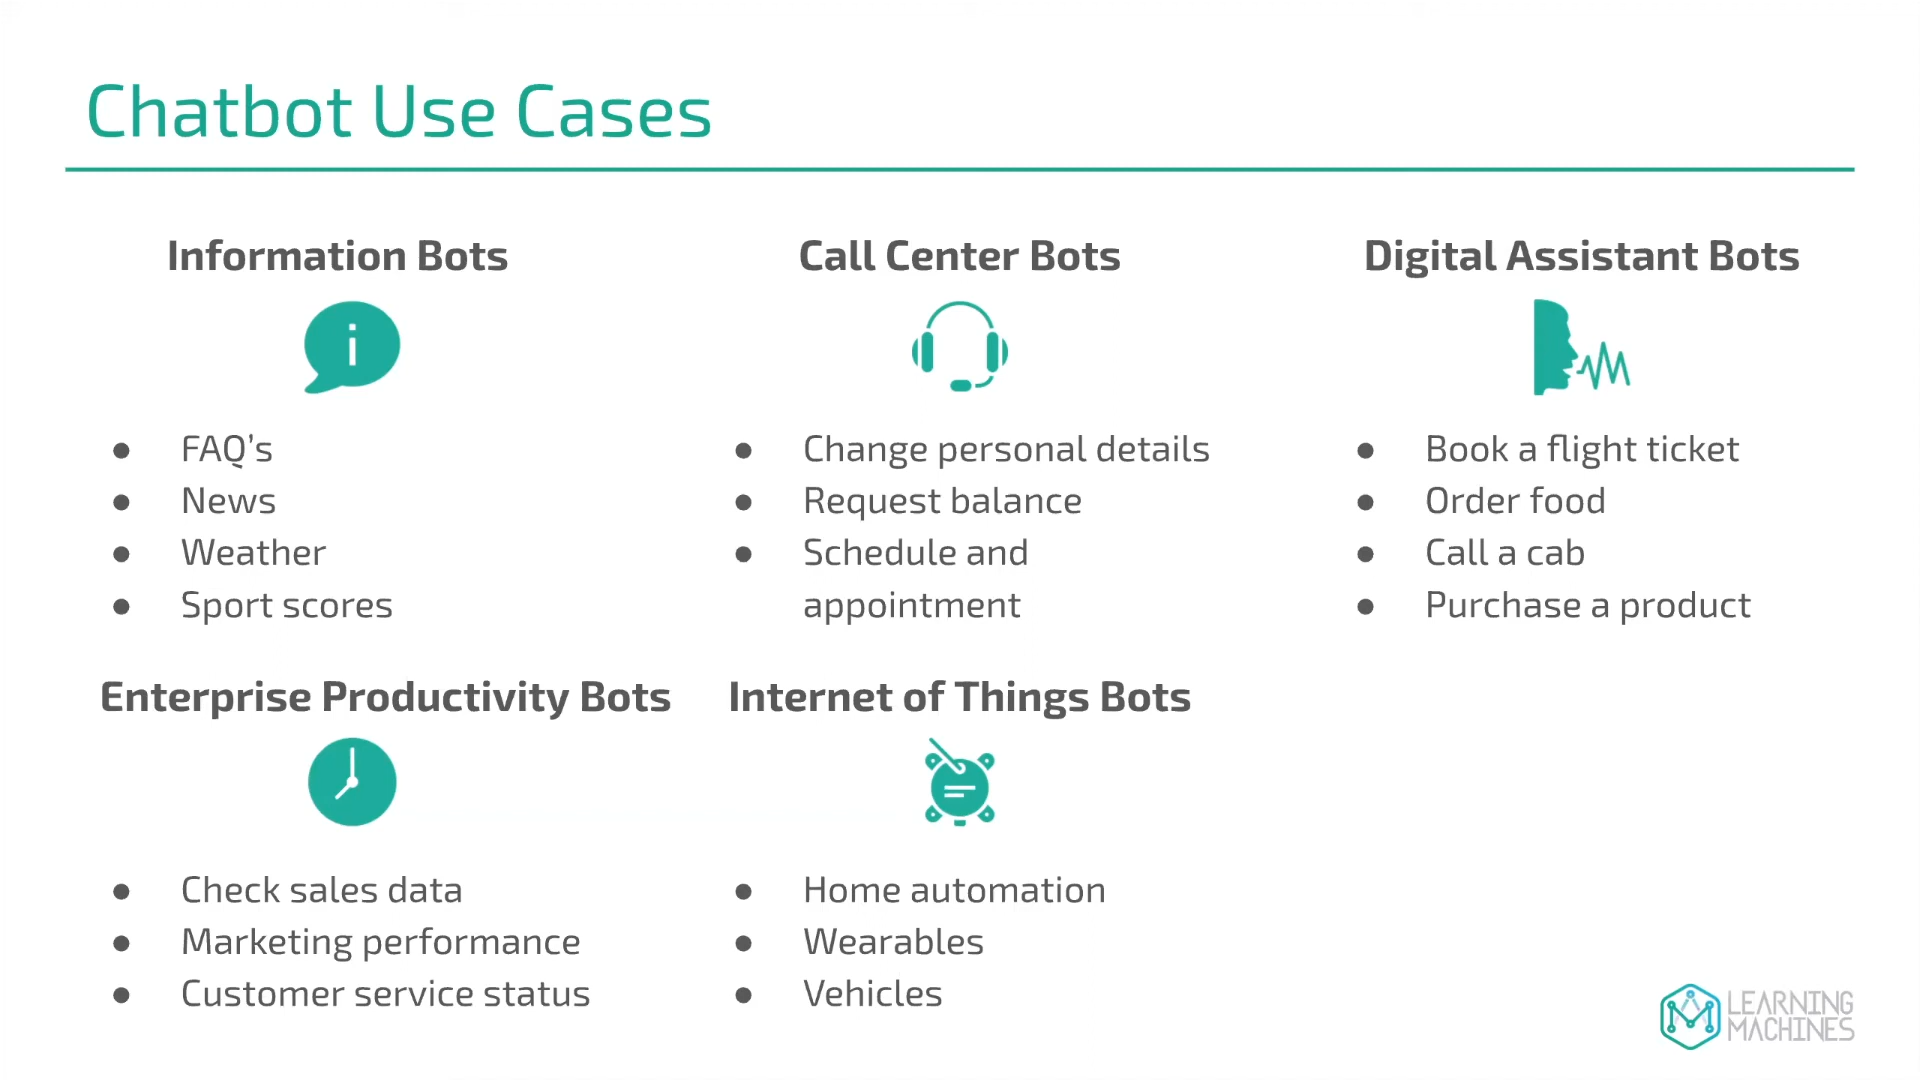 Chatbot Use Cases
Information Bots
i
● FAQ’s
● News
● Weather
● Sport scores
Call Center Bots
● Change personal details
● Request balance
● Schedule and
appointment
Digital Assistant Bots
● Book a flight ticket
● Order food
● Call a cab
● Purchase a product
Enterprise Productivity Bots
● Check sales data
● Marketing performance
● Customer service status
Internet of Things Bots
● Home automation
● Wearables
● Vehicles
LEARNING
MACHINES